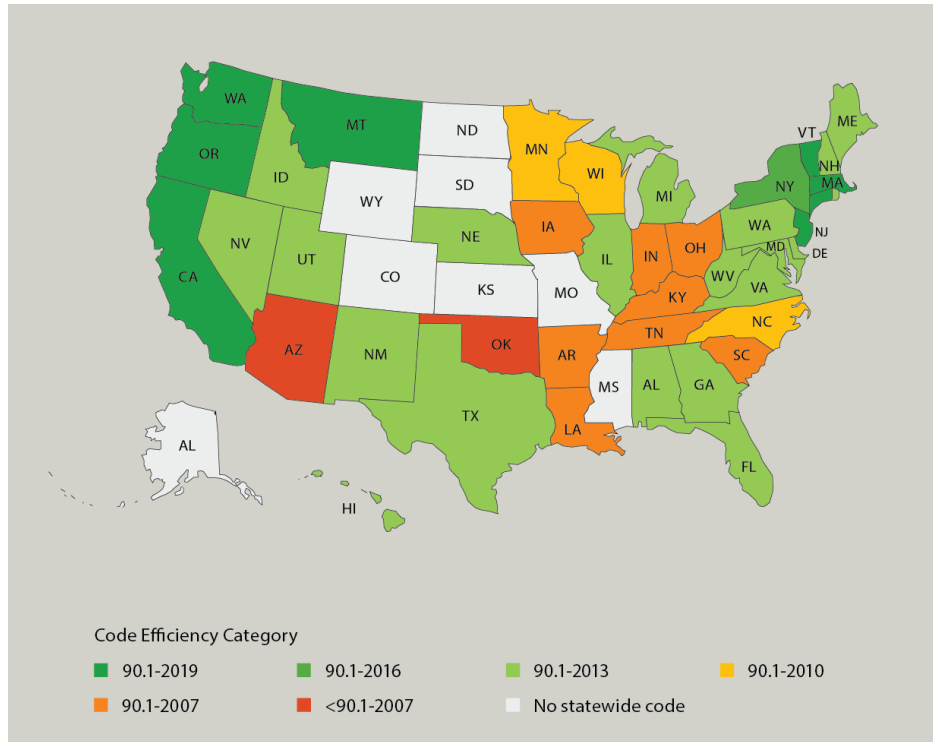 WA
MT
ND
VT
ME
OR
MN
ID
SD
WI
NH
MA
NY
WY
MI
IA
WA
NJ
NV
NE
OH
MD
DE
UT
IL
IN
CA
CO
WV
VA
KS
MO
KY
NC
TN
AZ
OK
SC
NM
AR
MS
AL
GA
TX
LA
AL
FL
HI
Code Efficiency Category
90.1-2019
90.1-2016
90.1-2013
90.1-2010
90.1-2007
<90.1-2007
No statewide code